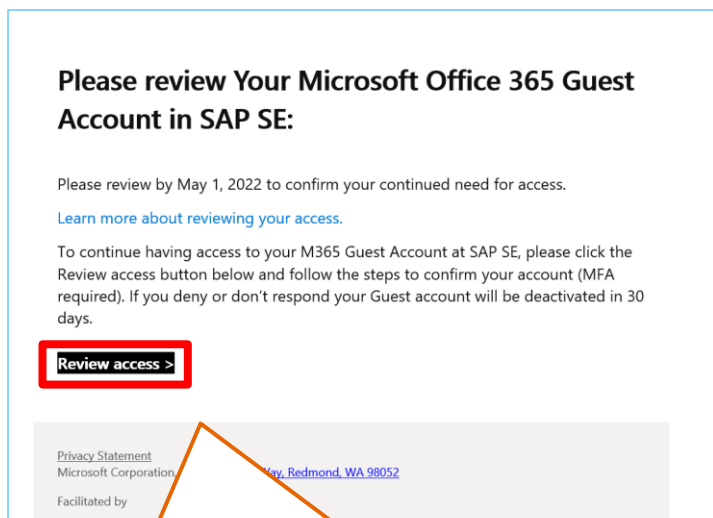 Please review Your Microsoft Office 365 Guest
Account in SAP SE:
Please review by May 1, 2022 to confirm your continued need for access.
Learn more about reviewing your access.
To continue having access to your M365 Guest Account at SAP SE, please click the
Review access button below and follow the steps to confirm your account (MFA
required). If you deny or don't respond your Guest account will be deactivated in 30
days.
Review access >
Privacy Statement
Microsoft Corporation, Way, Redmond, WA 98052
Facilitated by